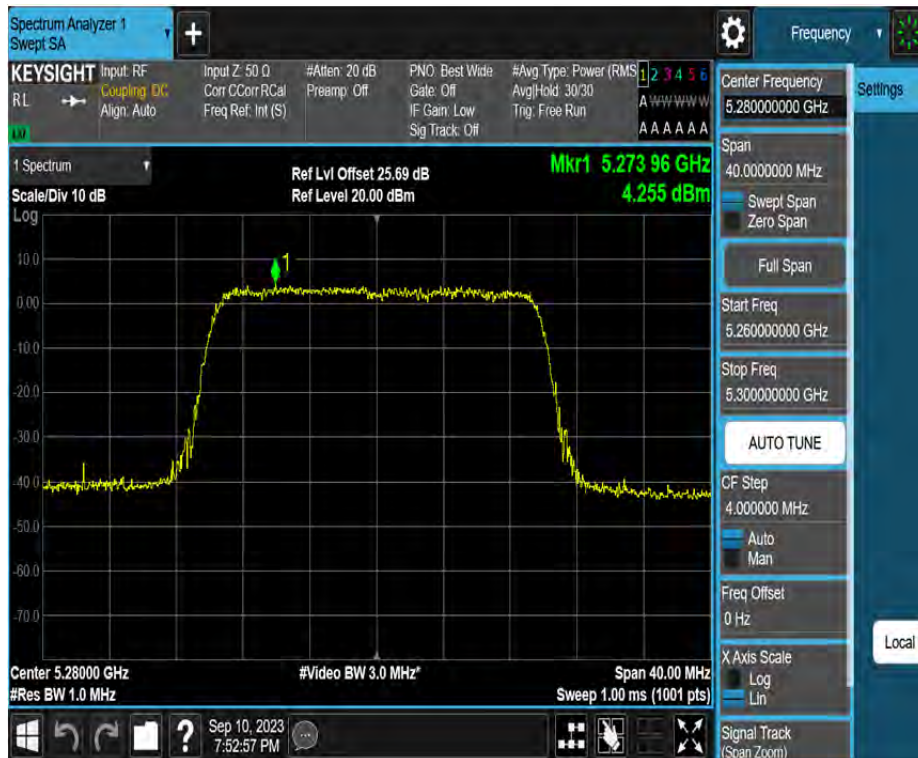 Spectrum Analyzer 1
Swept SA
Frequency
KEYSIGHT
RL
Input: RF
Coupling: DC
Align: Auto
Input Z: 50 Ω
Corr CCorr RCal
Freq Ref: Int (S)
#Atten: 20 dB
Preamp: Off
PNO: Best Wide
Gate: Off
IF Gain: Low
Sig Track: Off
#Avg Type: Power (RMS
Avg|Hold: 30/30
Trig: Free Run
1 2 3 4 5 6
A W W W W W
A A A A A A
1 Spectrum
Scale/Div 10 dB
Ref Lvl Offset 25.69 dB
Ref Level 20.00 dBm
Mkr1 5.273 96 GHz
4.255 dBm
Log
10.0
0.00
-10.0
-20.0
-30.0
-40.0
-50.0
-60.0
-70.0
1
Center 5.28000 GHz
#Res BW 1.0 MHz
#Video BW 3.0 MHz*
Span 40.00 MHz
Sweep 1.00 ms (1001 pts)
Sep 10, 2023
7:52:57 PM
Center Frequency
5.280000000 GHz
Span
40.0000000 MHz
Swept Span
Zero Span
Full Span
Start Freq
5.260000000 GHz
Stop Freq
5.300000000 GHz
AUTO TUNE
CF Step
4.000000 MHz
Auto
Man
Freq Offset
0 Hz
X Axis Scale
Log
Lin
Signal Track
(Span Zoom)
Settings
Local